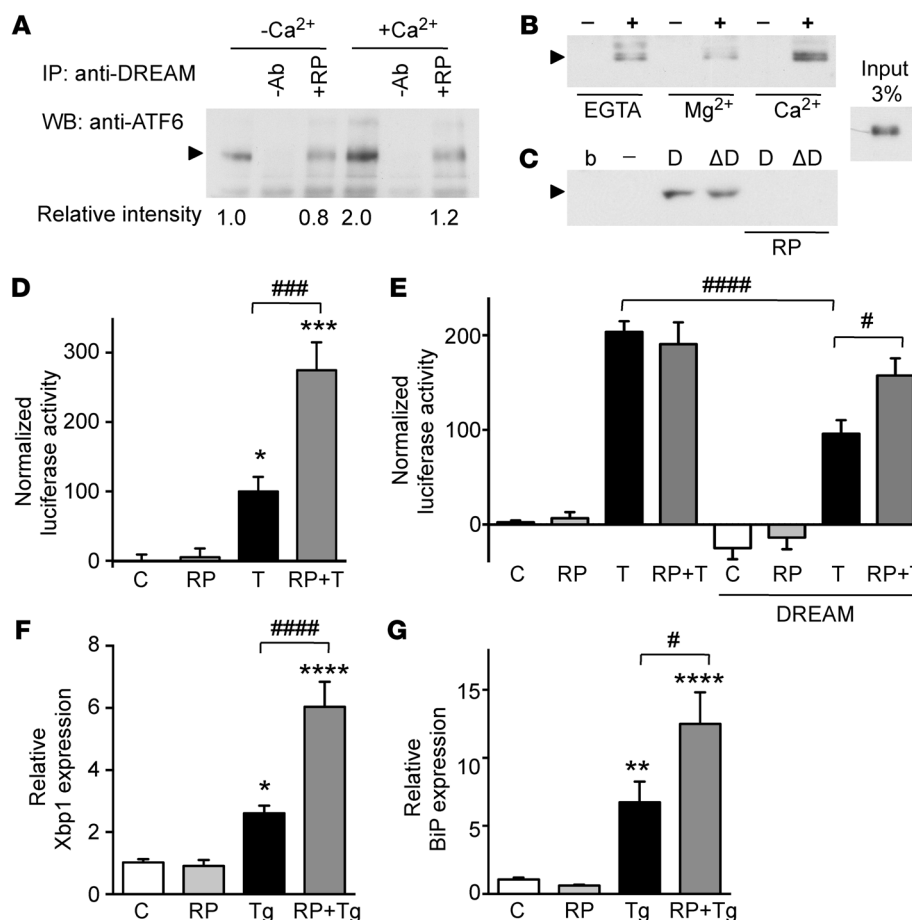 A
-Ca²⁺ +Ca²⁺
IP: anti-DREAM
-Ab +RP -Ab +RP
WB: anti-ATF6
Relative intensity 1.0 0.8 2.0 1.2
B
– + – + – +
EGTA Mg²⁺ Ca²⁺
Input
3%
C
b – D ΔD D ΔD
RP
D
###
***
*
Normalized
luciferase activity
300
200
100
0
C RP T RP+T
E
####
#
Normalized
luciferase activity
200
100
0
C RP T RP+T C RP T RP+T
DREAM
F
####
****
*
Relative
Xbp1 expression
8
6
4
2
0
C RP Tg RP+Tg
G
#
****
**
Relative
BiP expression
15
10
5
0
C RP Tg RP+Tg